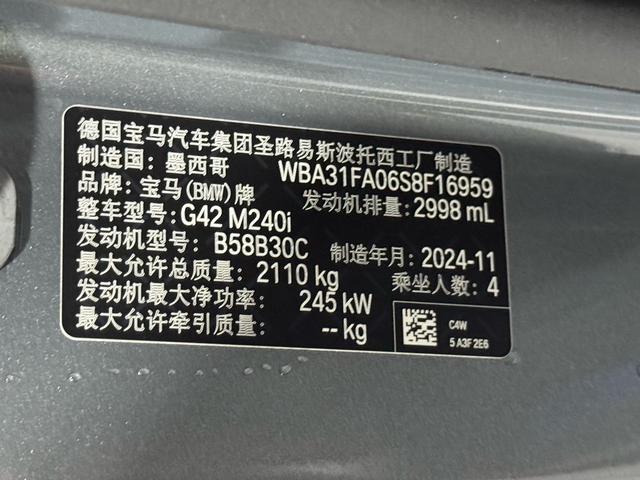 德国宝马汽车集团圣路易斯波托西工厂制造
制造国: 墨西哥 WBA31FA06S8F16959
品牌: 宝马(BMW)牌 发动机排量: 2998 mL
整车型号: G42 M240i
发动机型号: B58B30C 制造年月: 2024-11
最大允许总质量: 2110 kg 乘坐人数: 4
发动机最大净功率: 245 kW
最大允许牵引质量: -- kg
C4W
5 A3F 2E6